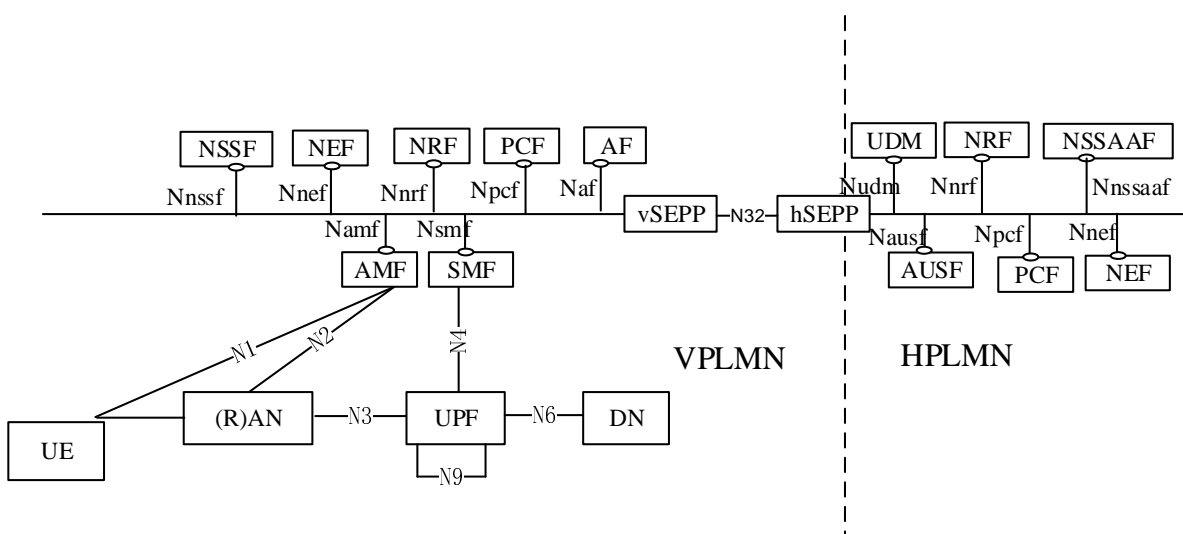 NSSF NEF NRF PCF AF UDM NRF NSSAAF
Nnssf Nnef Nnrf Npcf Naf Nudm Nnrf Nnssaaf
vSEPP N32 hSEPP
Namf Nsmf Nausf Npcf Nnef
AMF SMF AUSF PCF NEF
N1 N2 N4 VPLMN HPLMN
UE (R)AN N3 UPF N6 DN
N9